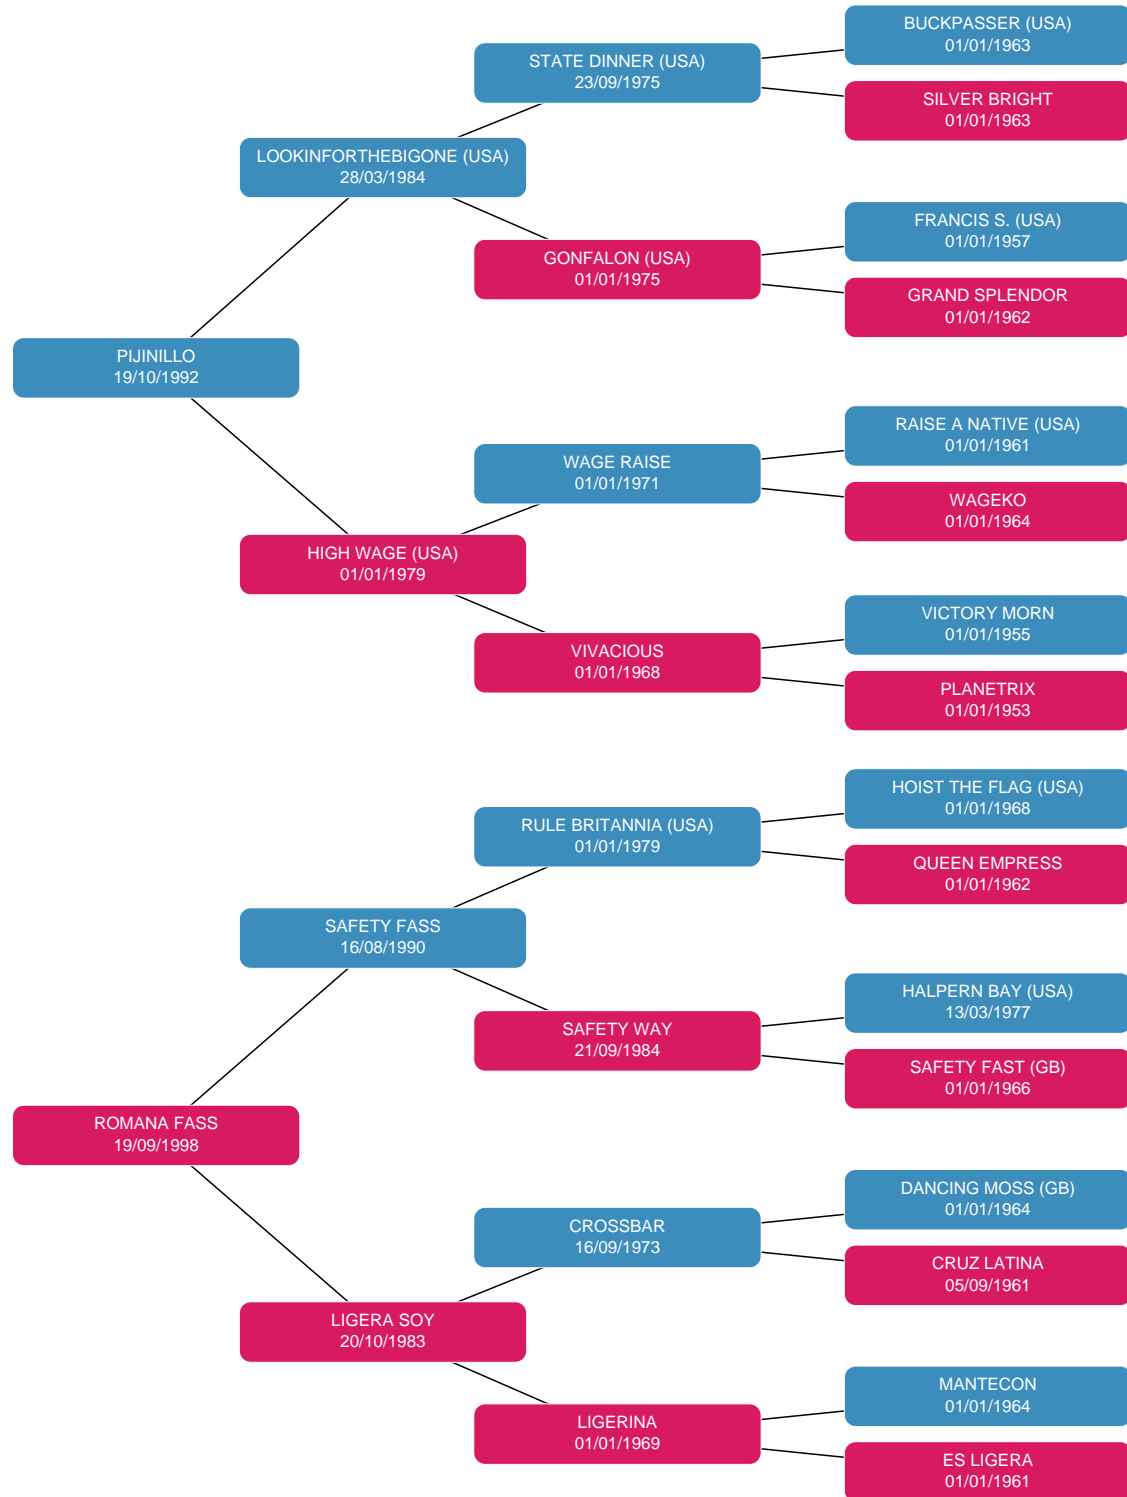 BUCKPASSER (USA)
01/01/1963
STATE DINNER (USA)
23/09/1975
SILVER BRIGHT
01/01/1963
LOOKINFORTHEBIGONE (USA)
28/03/1984
FRANCIS S. (USA)
01/01/1957
GONFALON (USA)
01/01/1975
GRAND SPLENDOR
01/01/1962
PIJINILLO
19/10/1992
RAISE A NATIVE (USA)
01/01/1961
WAGE RAISE
01/01/1971
WAGEKO
01/01/1964
HIGH WAGE (USA)
01/01/1979
VICTORY MORN
01/01/1955
VIVACIOUS
01/01/1968
PLANETRIX
01/01/1953
HOIST THE FLAG (USA)
01/01/1968
RULE BRITANNIA (USA)
01/01/1979
QUEEN EMPRESS
01/01/1962
SAFETY FASS
16/08/1990
HALPERN BAY (USA)
13/03/1977
SAFETY WAY
21/09/1984
SAFETY FAST (GB)
01/01/1966
ROMANA FASS
19/09/1998
DANCING MOSS (GB)
01/01/1964
CROSSBAR
16/09/1973
CRUZ LATINA
05/09/1961
LIGERA SOY
20/10/1983
MANTECON
01/01/1964
LIGERINA
01/01/1969
ES LIGERA
01/01/1961